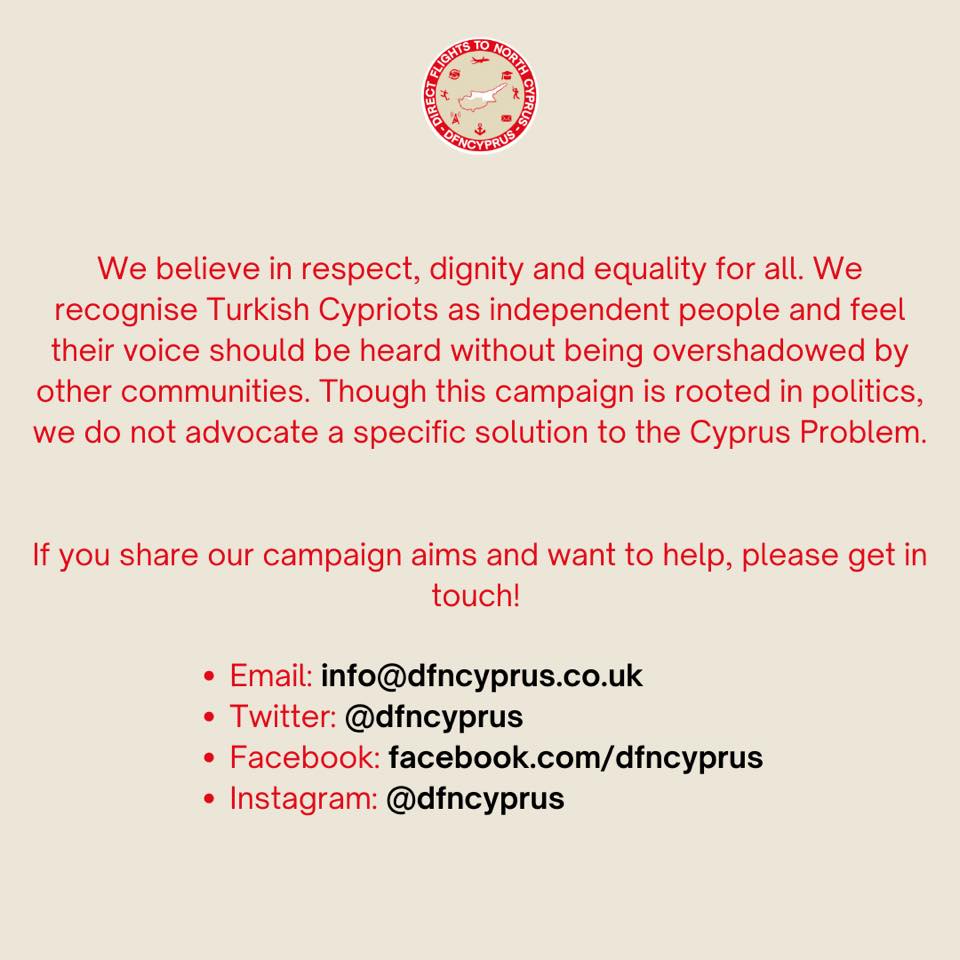 DIRECT FLIGHTS TO NORTH CYPRUS
- DFNCYPRUS -
We believe in respect, dignity and equality for all. We
recognise Turkish Cypriots as independent people and feel
their voice should be heard without being overshadowed by
other communities. Though this campaign is rooted in politics,
we do not advocate a specific solution to the Cyprus Problem.
If you share our campaign aims and want to help, please get in
touch!
• Email: info@dfncyprus.co.uk
• Twitter: @dfncyprus
• Facebook: facebook.com/dfncyprus
• Instagram: @dfncyprus